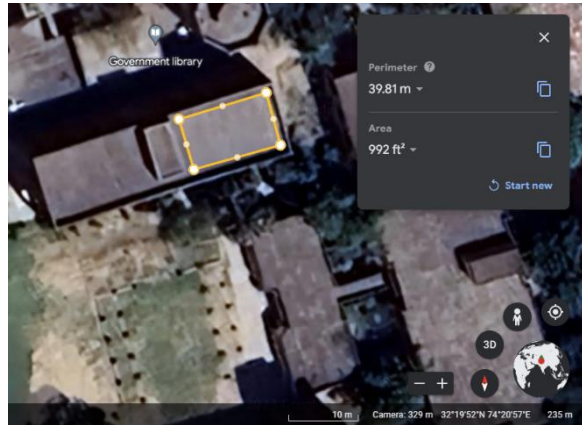 Government library
Perimeter
39.81 m
Area
992 ft²
Start new
3D
10 m
Camera: 329 m 32°19'52"N 74°20'57"E 235 m